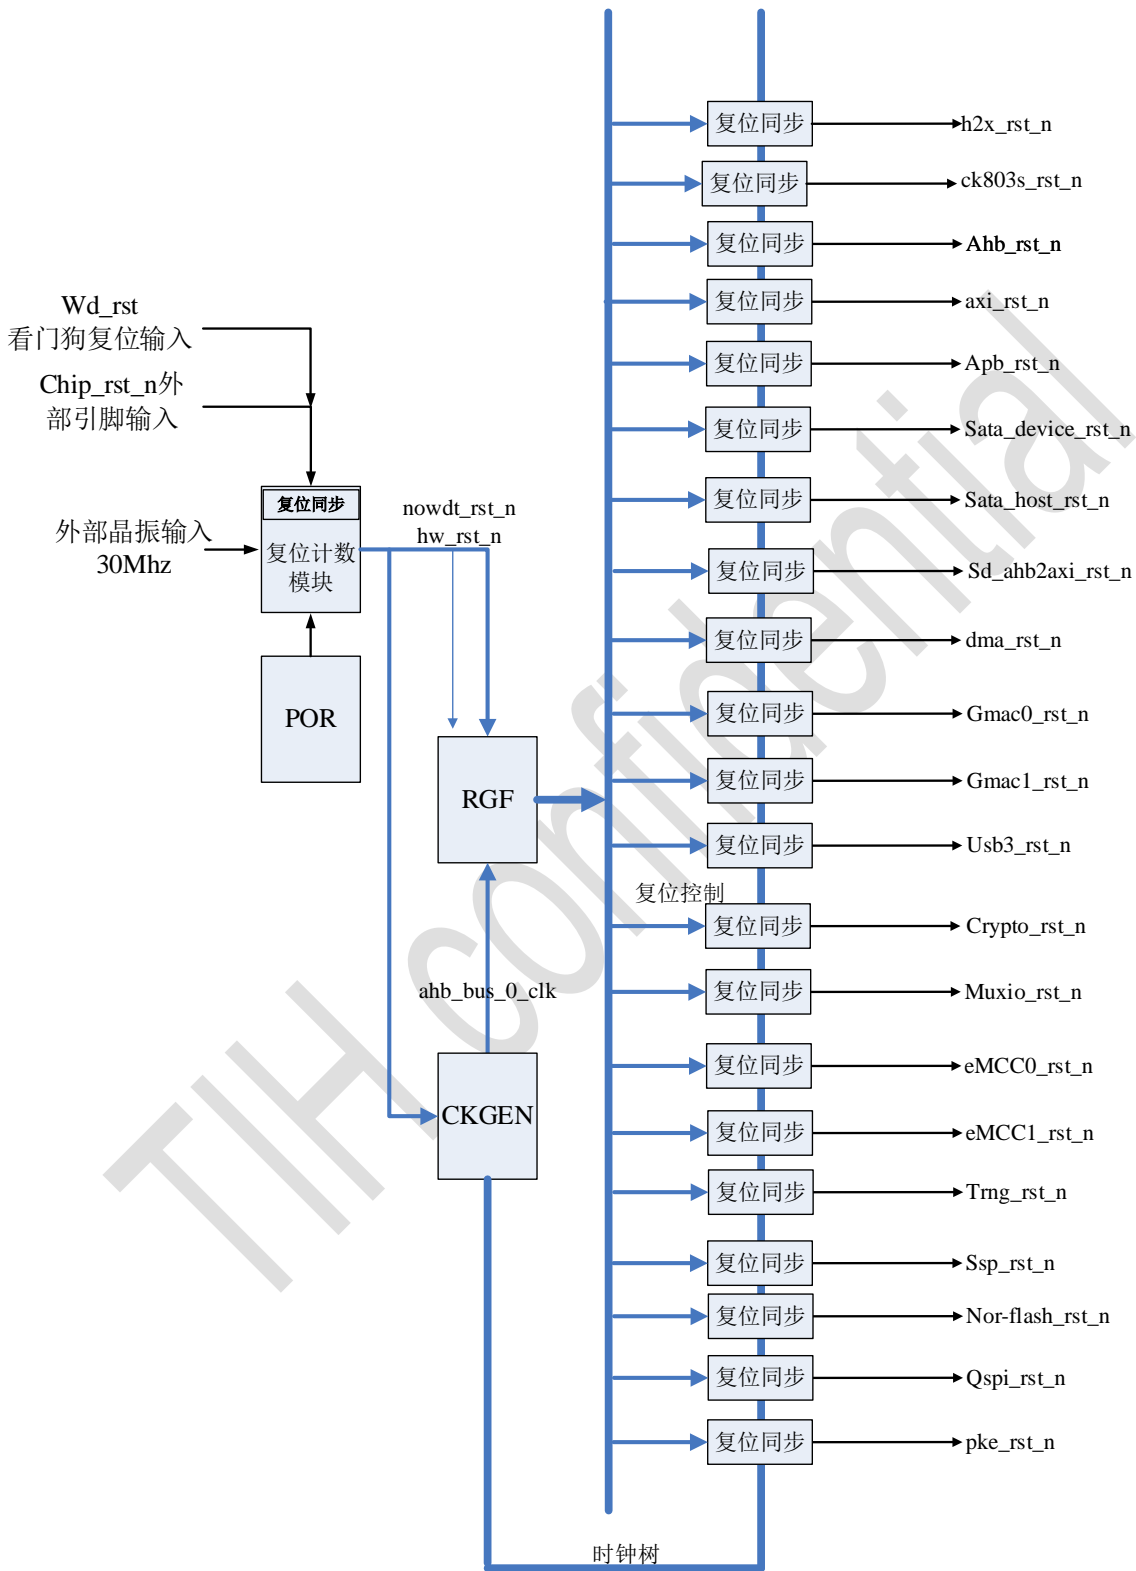 复位同步
h2x_rst_n
复位同步
ck803s_rst_n
复位同步
Ahb_rst_n
复位同步
axi_rst_n
复位同步
Apb_rst_n
复位同步
Sata_device_rst_n
复位同步
Sata_host_rst_n
复位同步
Sd_ahb2axi_rst_n
复位同步
dma_rst_n
复位同步
Gmac0_rst_n
复位同步
Gmac1_rst_n
复位同步
Usb3_rst_n
复位控制
复位同步
Crypto_rst_n
复位同步
Muxio_rst_n
复位同步
eMCC0_rst_n
复位同步
eMCC1_rst_n
复位同步
Trng_rst_n
复位同步
Ssp_rst_n
复位同步
Nor-flash_rst_n
复位同步
Qspi_rst_n
复位同步
pke_rst_n
Wd_rst
看门狗复位输入
Chip_rst_n外
部引脚输入
外部晶振输入
30Mhz
复位同步
复位计数
模块
POR
nowdt_rst_n
hw_rst_n
RGF
ahb_bus_0_clk
CKGEN
时钟树
TIH confidential